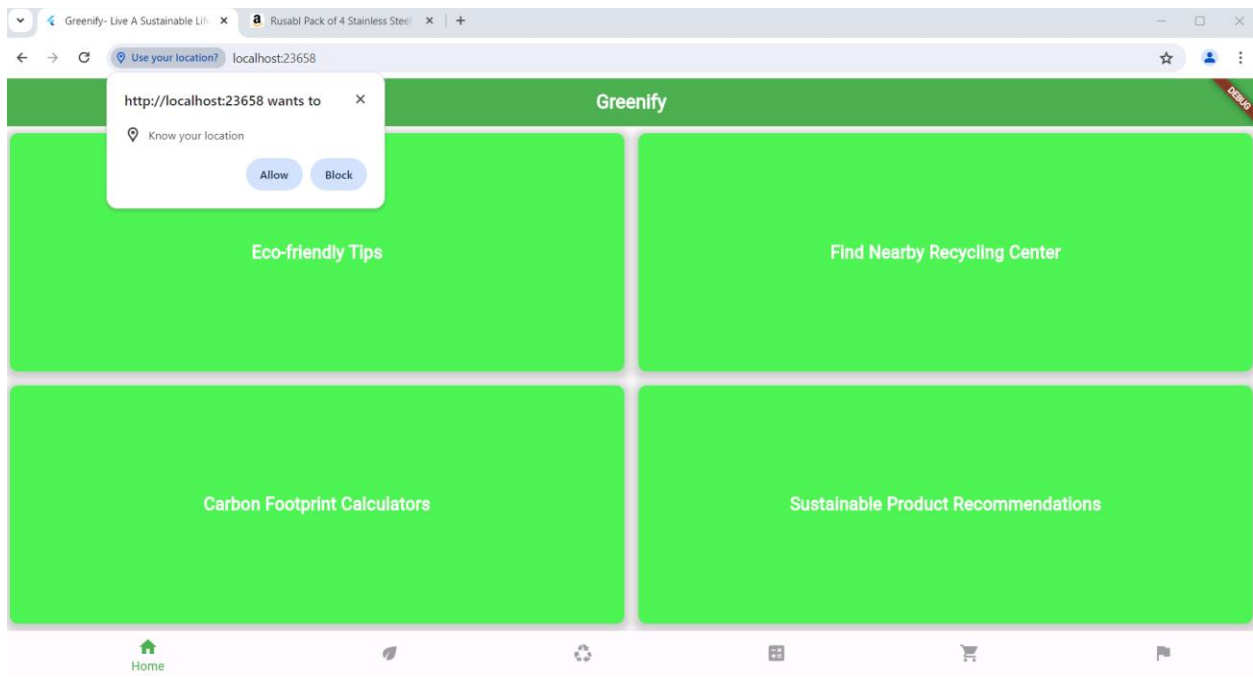 Greenify- Live A Sustainable Lif
Rusabl Pack of 4 Stainless Steel
Use your location? localhost:23658
http://localhost:23658 wants to
Know your location
Allow Block
Greenify
DEBUG
Eco-friendly Tips
Find Nearby Recycling Center
Carbon Footprint Calculators
Sustainable Product Recommendations
Home